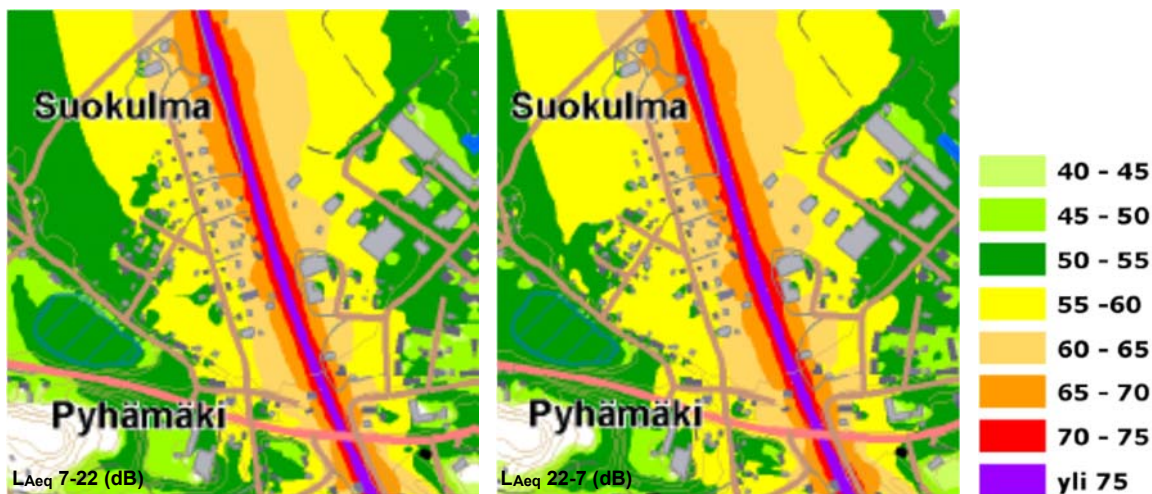 Suokulma
Pyhämäki
LAeq 7-22 (dB)
Suokulma
Pyhämäki
LAeq 22-7 (dB)
40 - 45
45 - 50
50 - 55
55 -60
60 - 65
65 - 70
70 - 75
yli 75